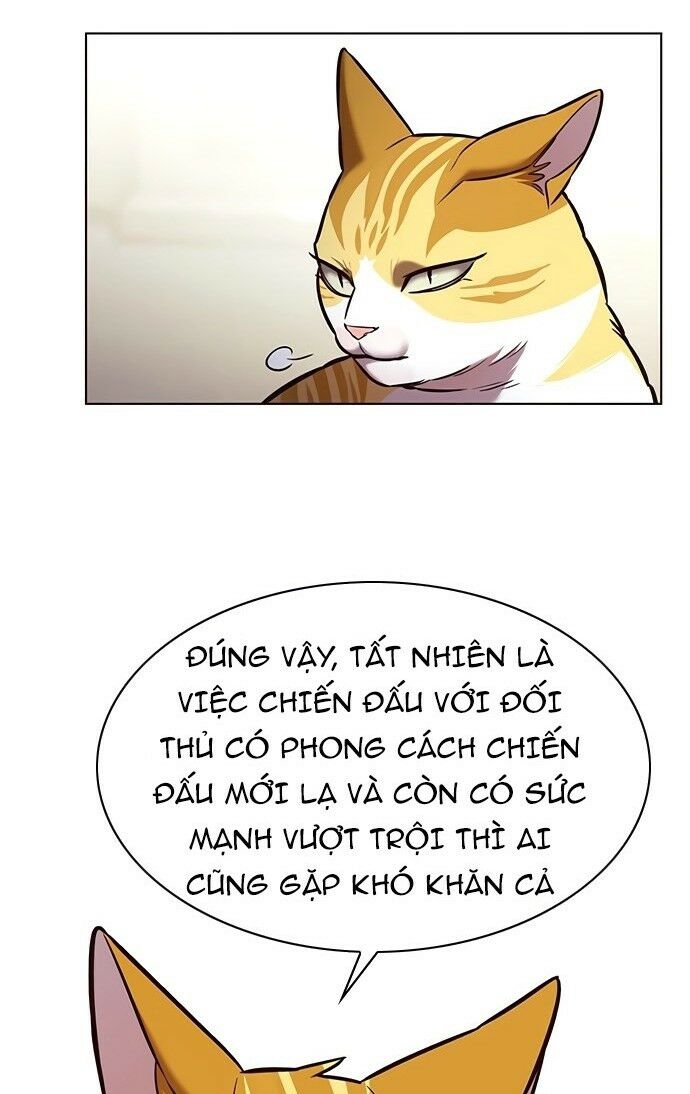 ĐÚNG VẬY, TẤT NHIÊN LÀ
VIỆC CHIẾN ĐẤU VỚI ĐỐI
THỦ CÓ PHONG CÁCH CHIẾN
ĐẤU MỚI LẠ VÀ CÒN CÓ SỨC
MẠNH VƯỢT TRỘI THÌ AI
CŨNG GẶP KHÓ KHĂN CẢ